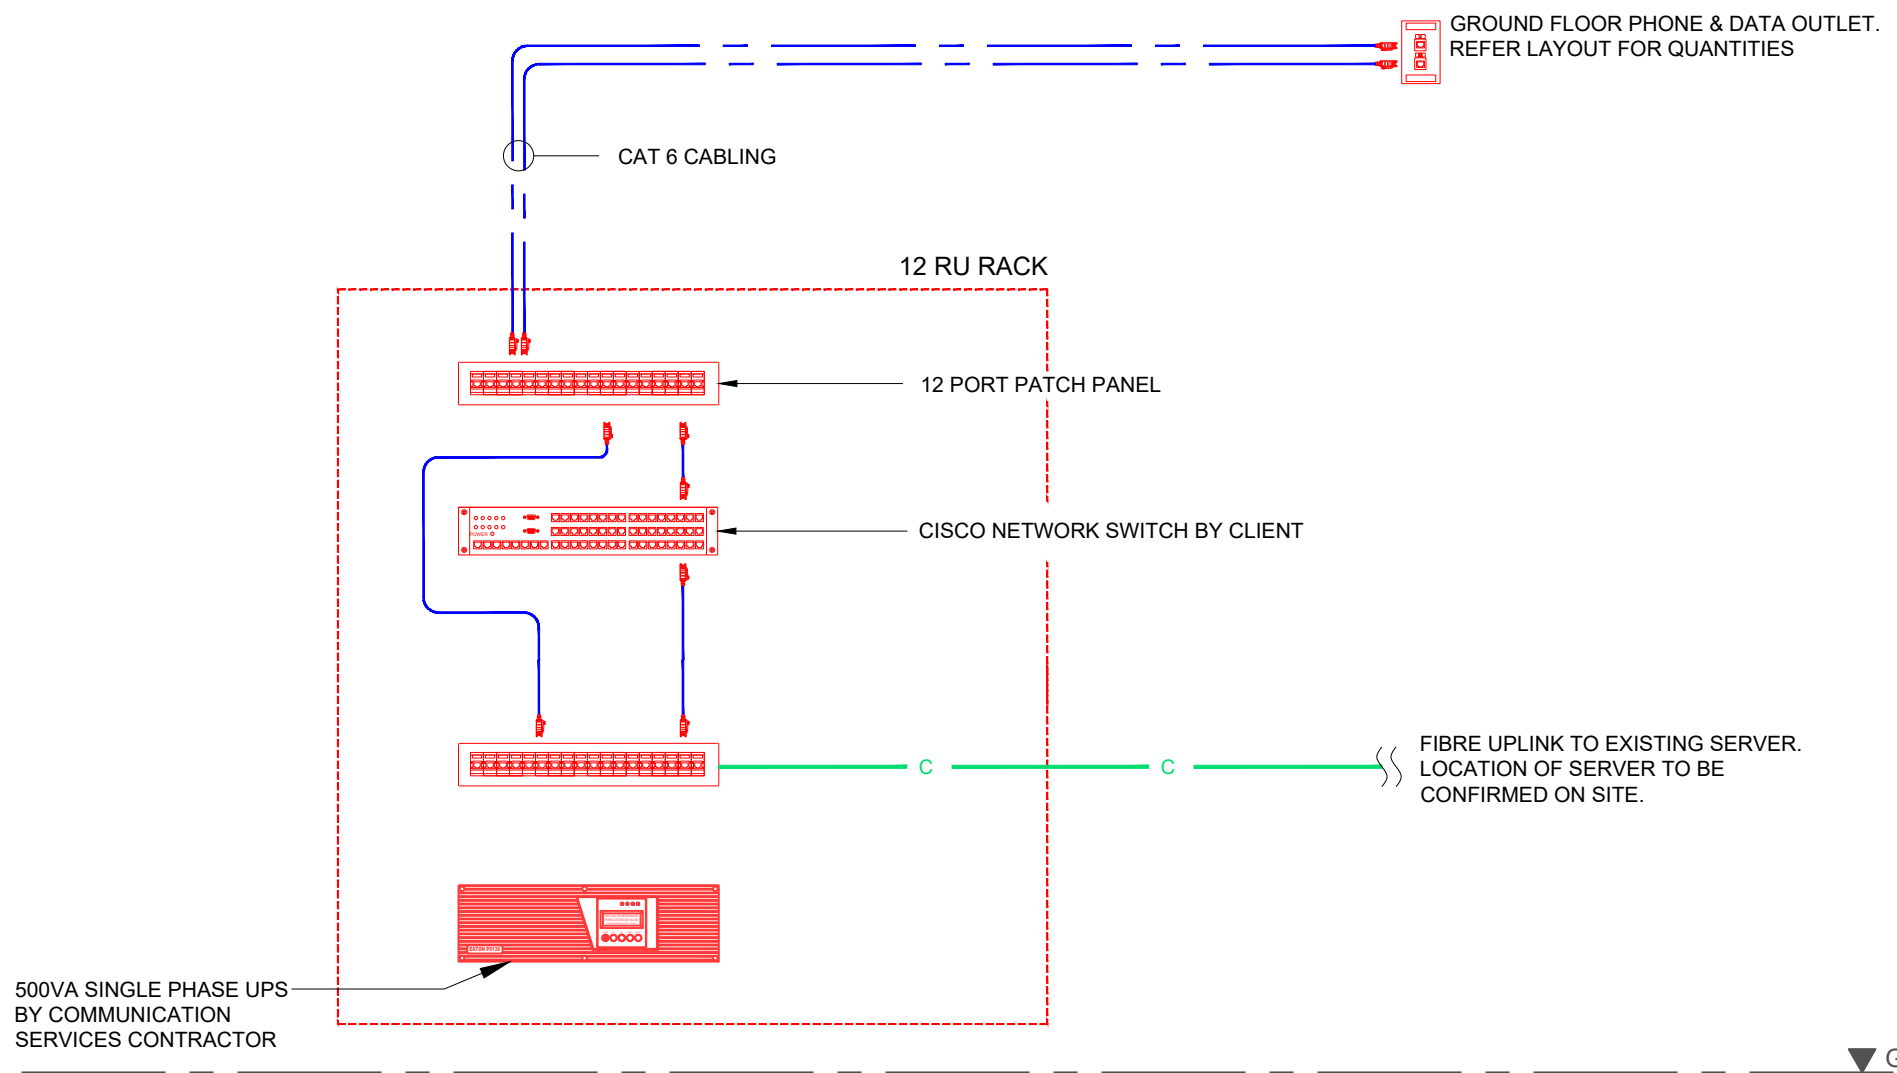 GROUND FLOOR PHONE & DATA OUTLET.
REFER LAYOUT FOR QUANTITIES
CAT 6 CABLING
12 RU RACK
12 PORT PATCH PANEL
POWER
CISCO NETWORK SWITCH BY CLIENT
C
C
FIBRE UPLINK TO EXISTING SERVER.
LOCATION OF SERVER TO BE
CONFIRMED ON SITE.
500VA SINGLE PHASE UPS
BY COMMUNICATION
SERVICES CONTRACTOR
G